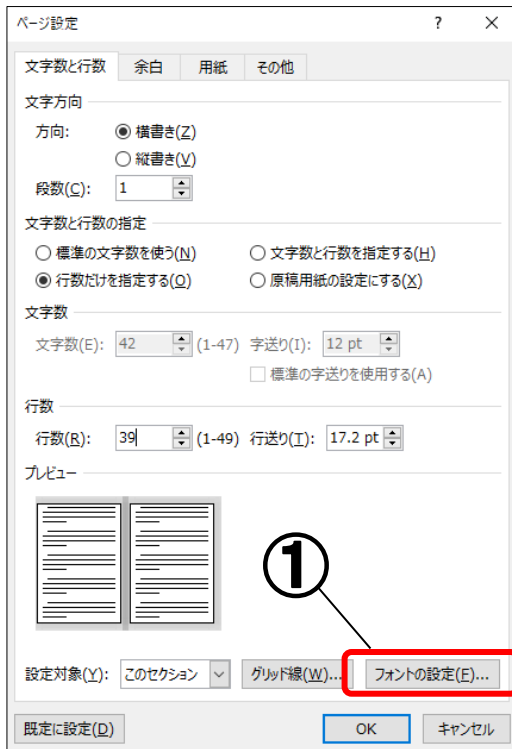 ページ設定 ? ×
文字数と行数 余白 用紙 その他
文字方向
方向: 横書き(Z)
縦書き(V)
段数(C): 1
文字数と行数の指定
標準の文字数を使う(N) 文字数と行数を指定する(H)
行数だけを指定する(O) 原稿用紙の設定にする(X)
文字数
文字数(E): 42 (1-47) 字送り(I): 12 pt
標準の字送りを使用する(A)
行数
行数(R): 39 (1-49) 行送り(T): 17.2 pt
プレビュー
①
設定対象(Y): このセクション グリッド線(W)... フォントの設定(F)...
既定に設定(D) OK キャンセル